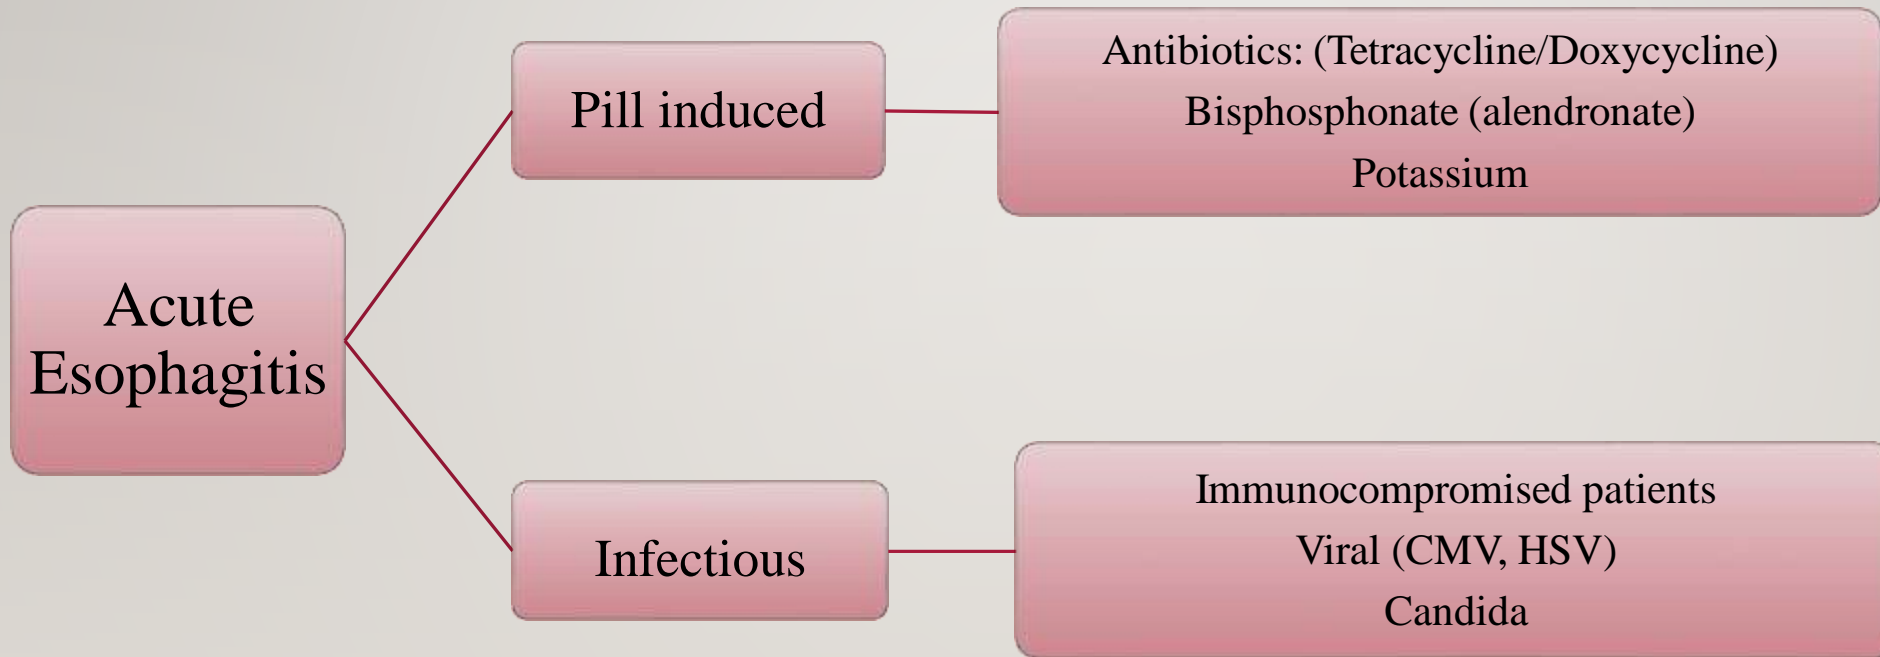 Acute
Esophagitis
Pill induced
Antibiotics: (Tetracycline/Doxycycline)
Bisphosphonate (alendronate)
Potassium
Infectious
Immunocompromised patients
Viral (CMV, HSV)
Candida